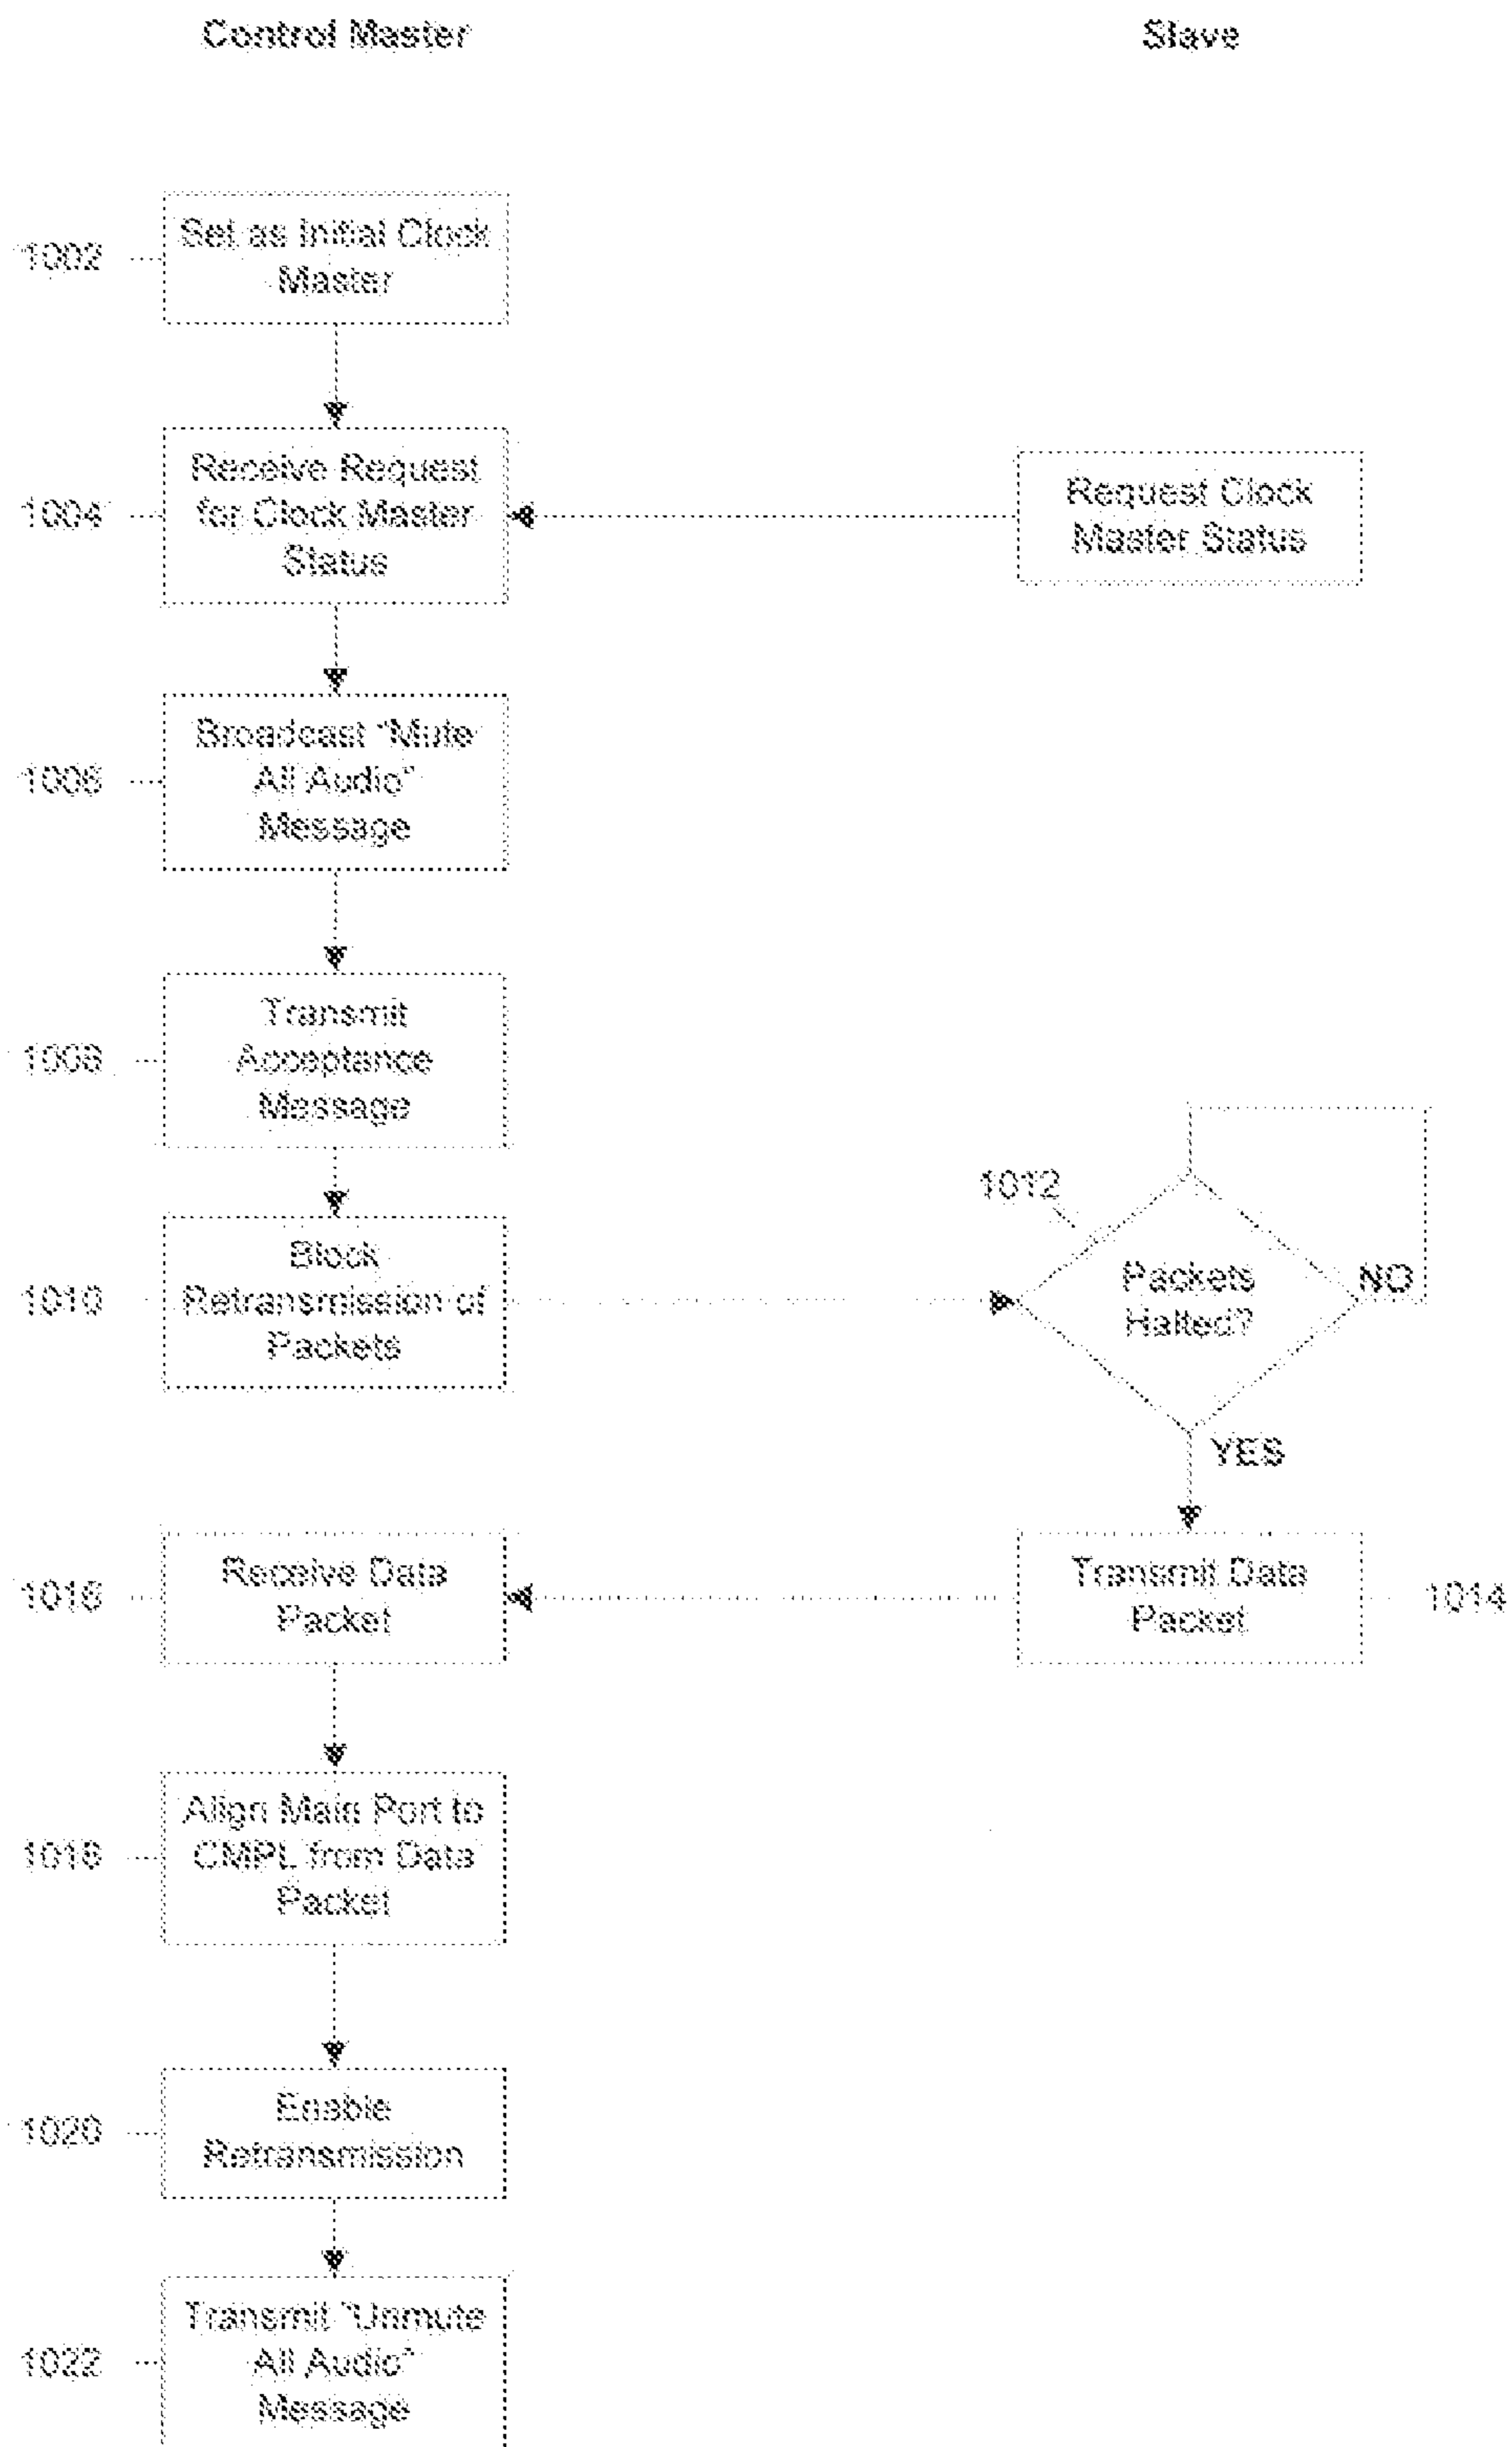 Control Master
Slave
1002
Set as Initial Clock
Master
1004
Receive Request
for Clock Master
Status
Request Clock
Master Status
1006
Broadcast "Mute
All Audio"
Message
1008
Transmit
Acceptance
Message
1010
Block
Retransmission of
Packets
1012
Packets
Halted?
NO
YES
1016
Receive Data
Packet
Transmit Data
Packet
1014
1018
Align Main Port to
CMPL from Data
Packet
1020
Enable
Retransmission
1022
Transmit "Unmute
All Audio"
Message